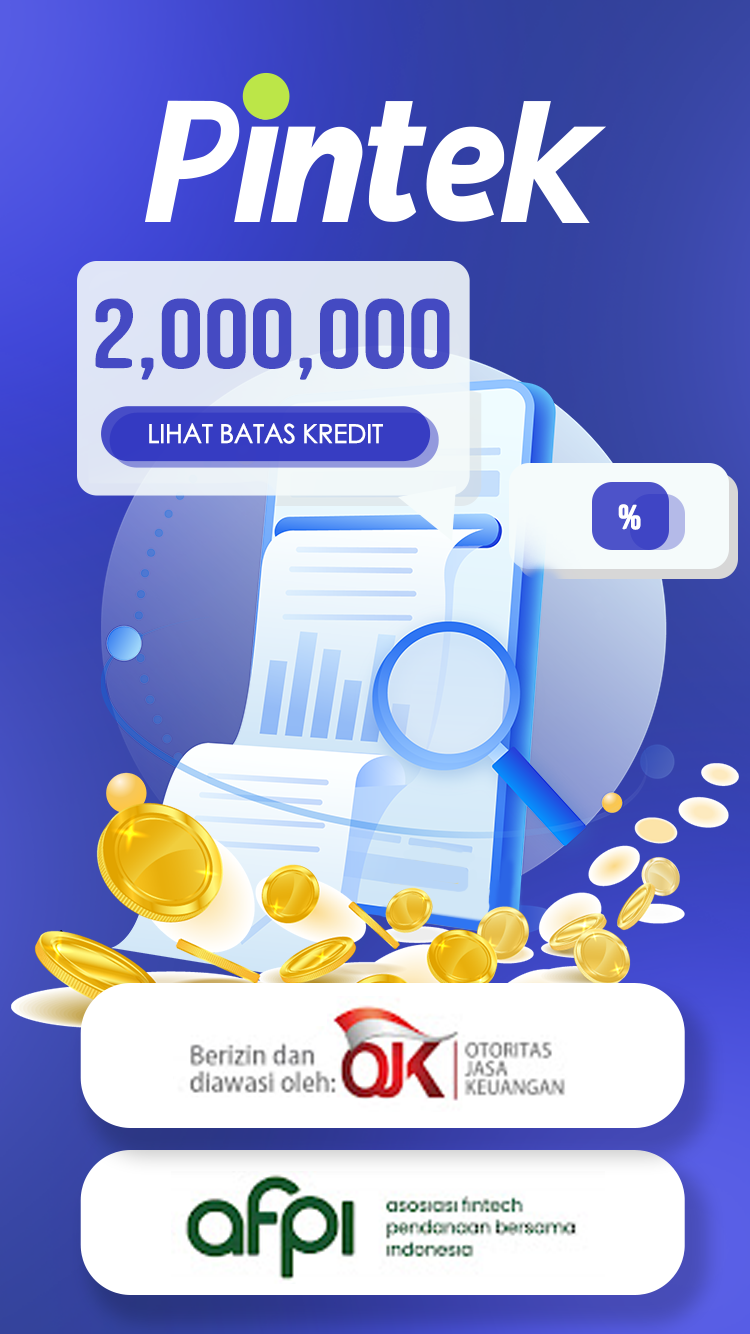 Pintek
2,000,000
LIHAT BATAS KREDIT
%
Berizin dan
diawasi oleh:
OJK
OTORITAS
JASA
KEUANGAN
afpi
asosiasi fintech
pendanaan bersama
indonesia